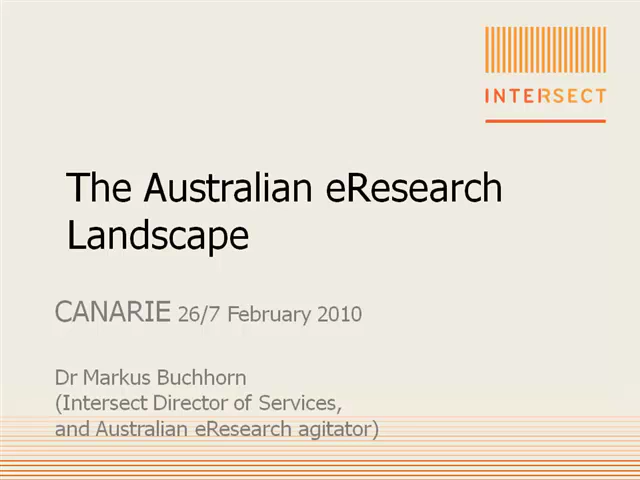 INTERSECT
The Australian eResearch
Landscape
CANARIE 26/7 February 2010
Dr Markus Buchhorn
(Intersect Director of Services,
and Australian eResearch agitator)